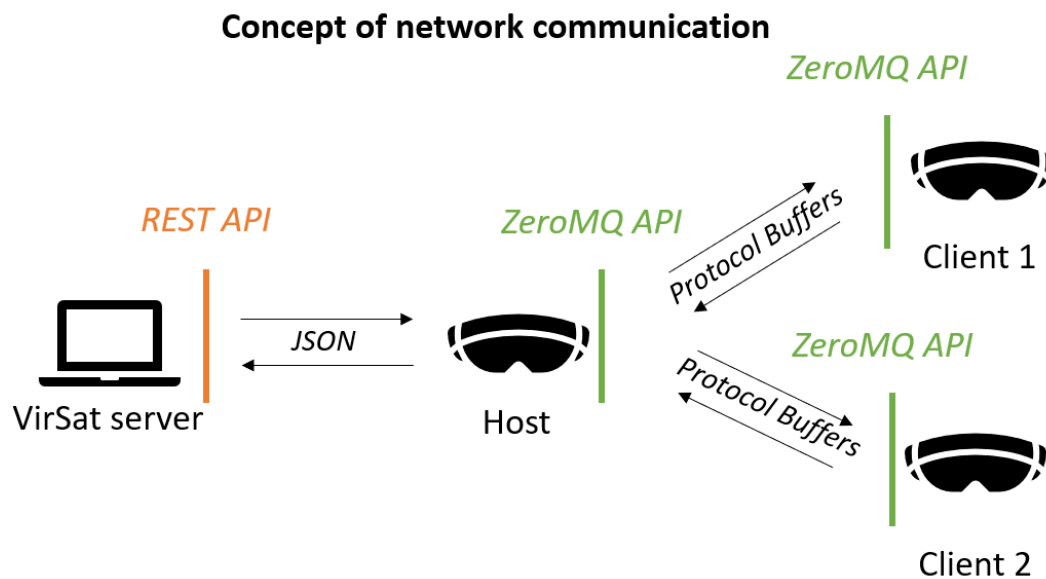 Concept of network communication
ZeroMQ API
REST API
ZeroMQ API
Protocol Buffers
Client 1
JSON
ZeroMQ API
VirSat server
Host
Protocol Buffers
Client 2